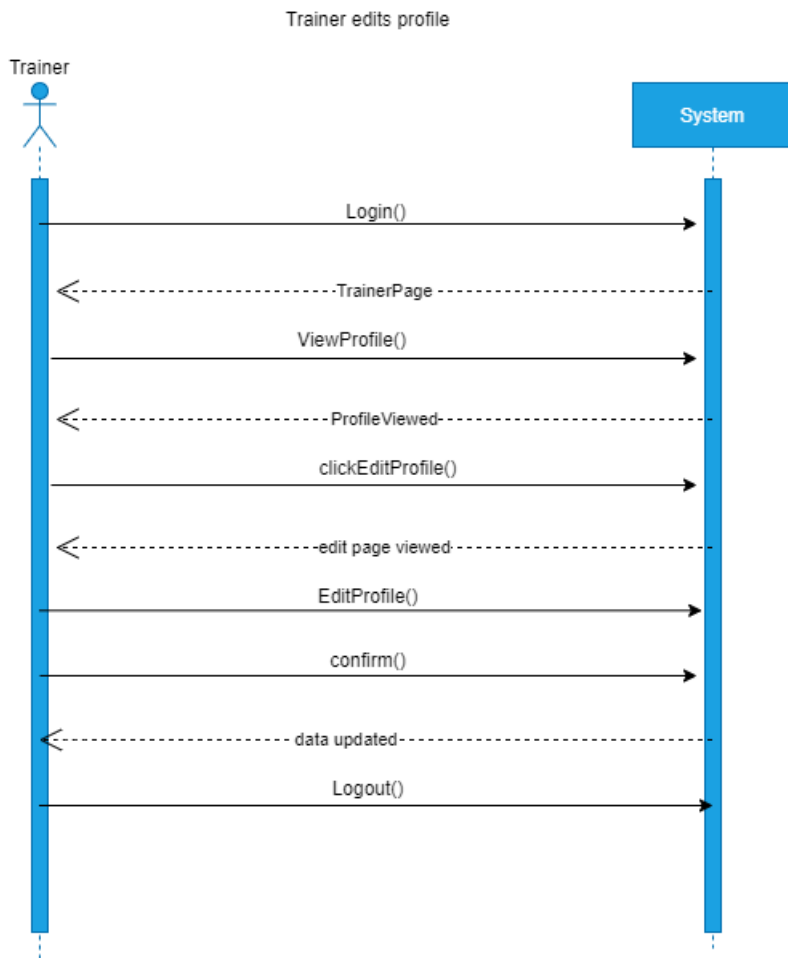 Trainer edits profile
Trainer
System
Login()
TrainerPage
ViewProfile()
ProfileViewed
clickEditProfile()
edit page viewed
EditProfile()
confirm()
data updated
Logout()